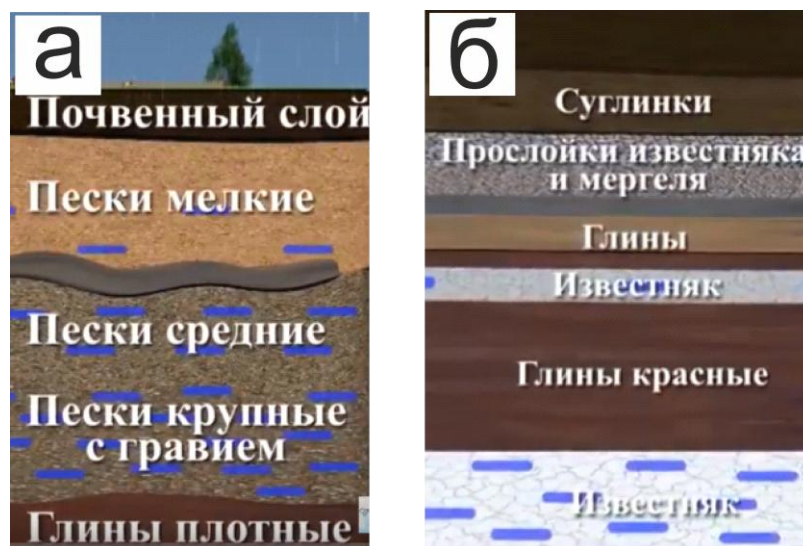 а
Почвенный слой
Пески мелкие
Пески средние
Пески крупные
с гравием
Глины плотные
б
Суглинки
Прослойки известняка
и мергеля
Глины
Известняк
Глины красные
Известняк